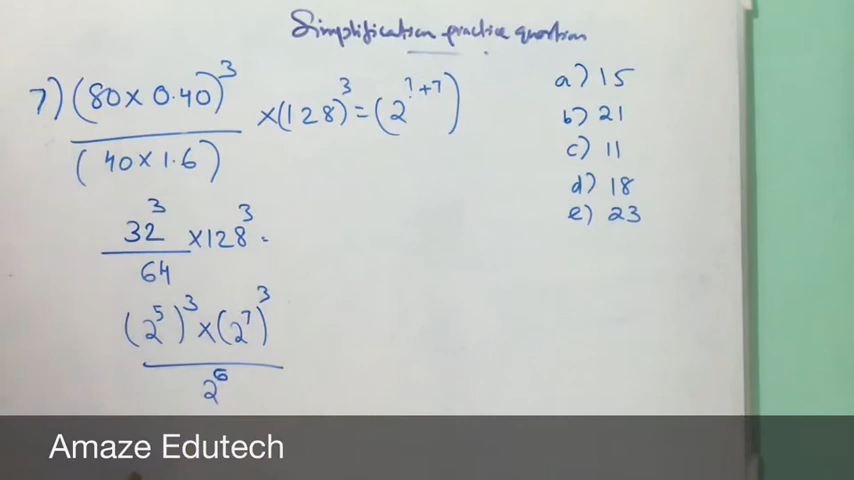 Simplification practice question
7) (80 x 0.40)³ / (40 x 1.6) x (128)³ = (2^?+7)
a) 15
b) 21
c) 11
d) 18
e) 23
32³ / 64 x 128³ =
(2⁵)³ x (2⁷)³ / 2⁶
Amaze Edutech